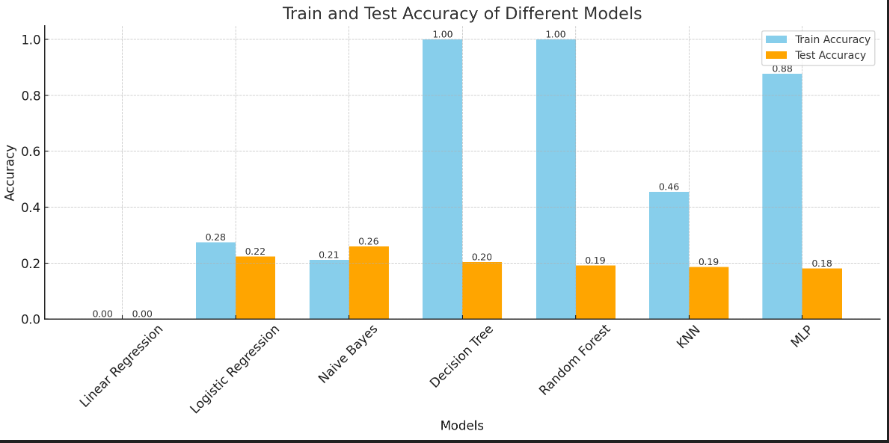 Train and Test Accuracy of Different Models
Train Accuracy
Test Accuracy
Accuracy
1.0
0.8
0.6
0.4
0.2
0.0
0.00
0.00
0.28
0.22
0.21
0.26
1.00
0.20
1.00
0.19
0.46
0.19
0.88
0.18
Linear Regression
Logistic Regression
Naive Bayes
Decision Tree
Random Forest
KNN
MLP
Models